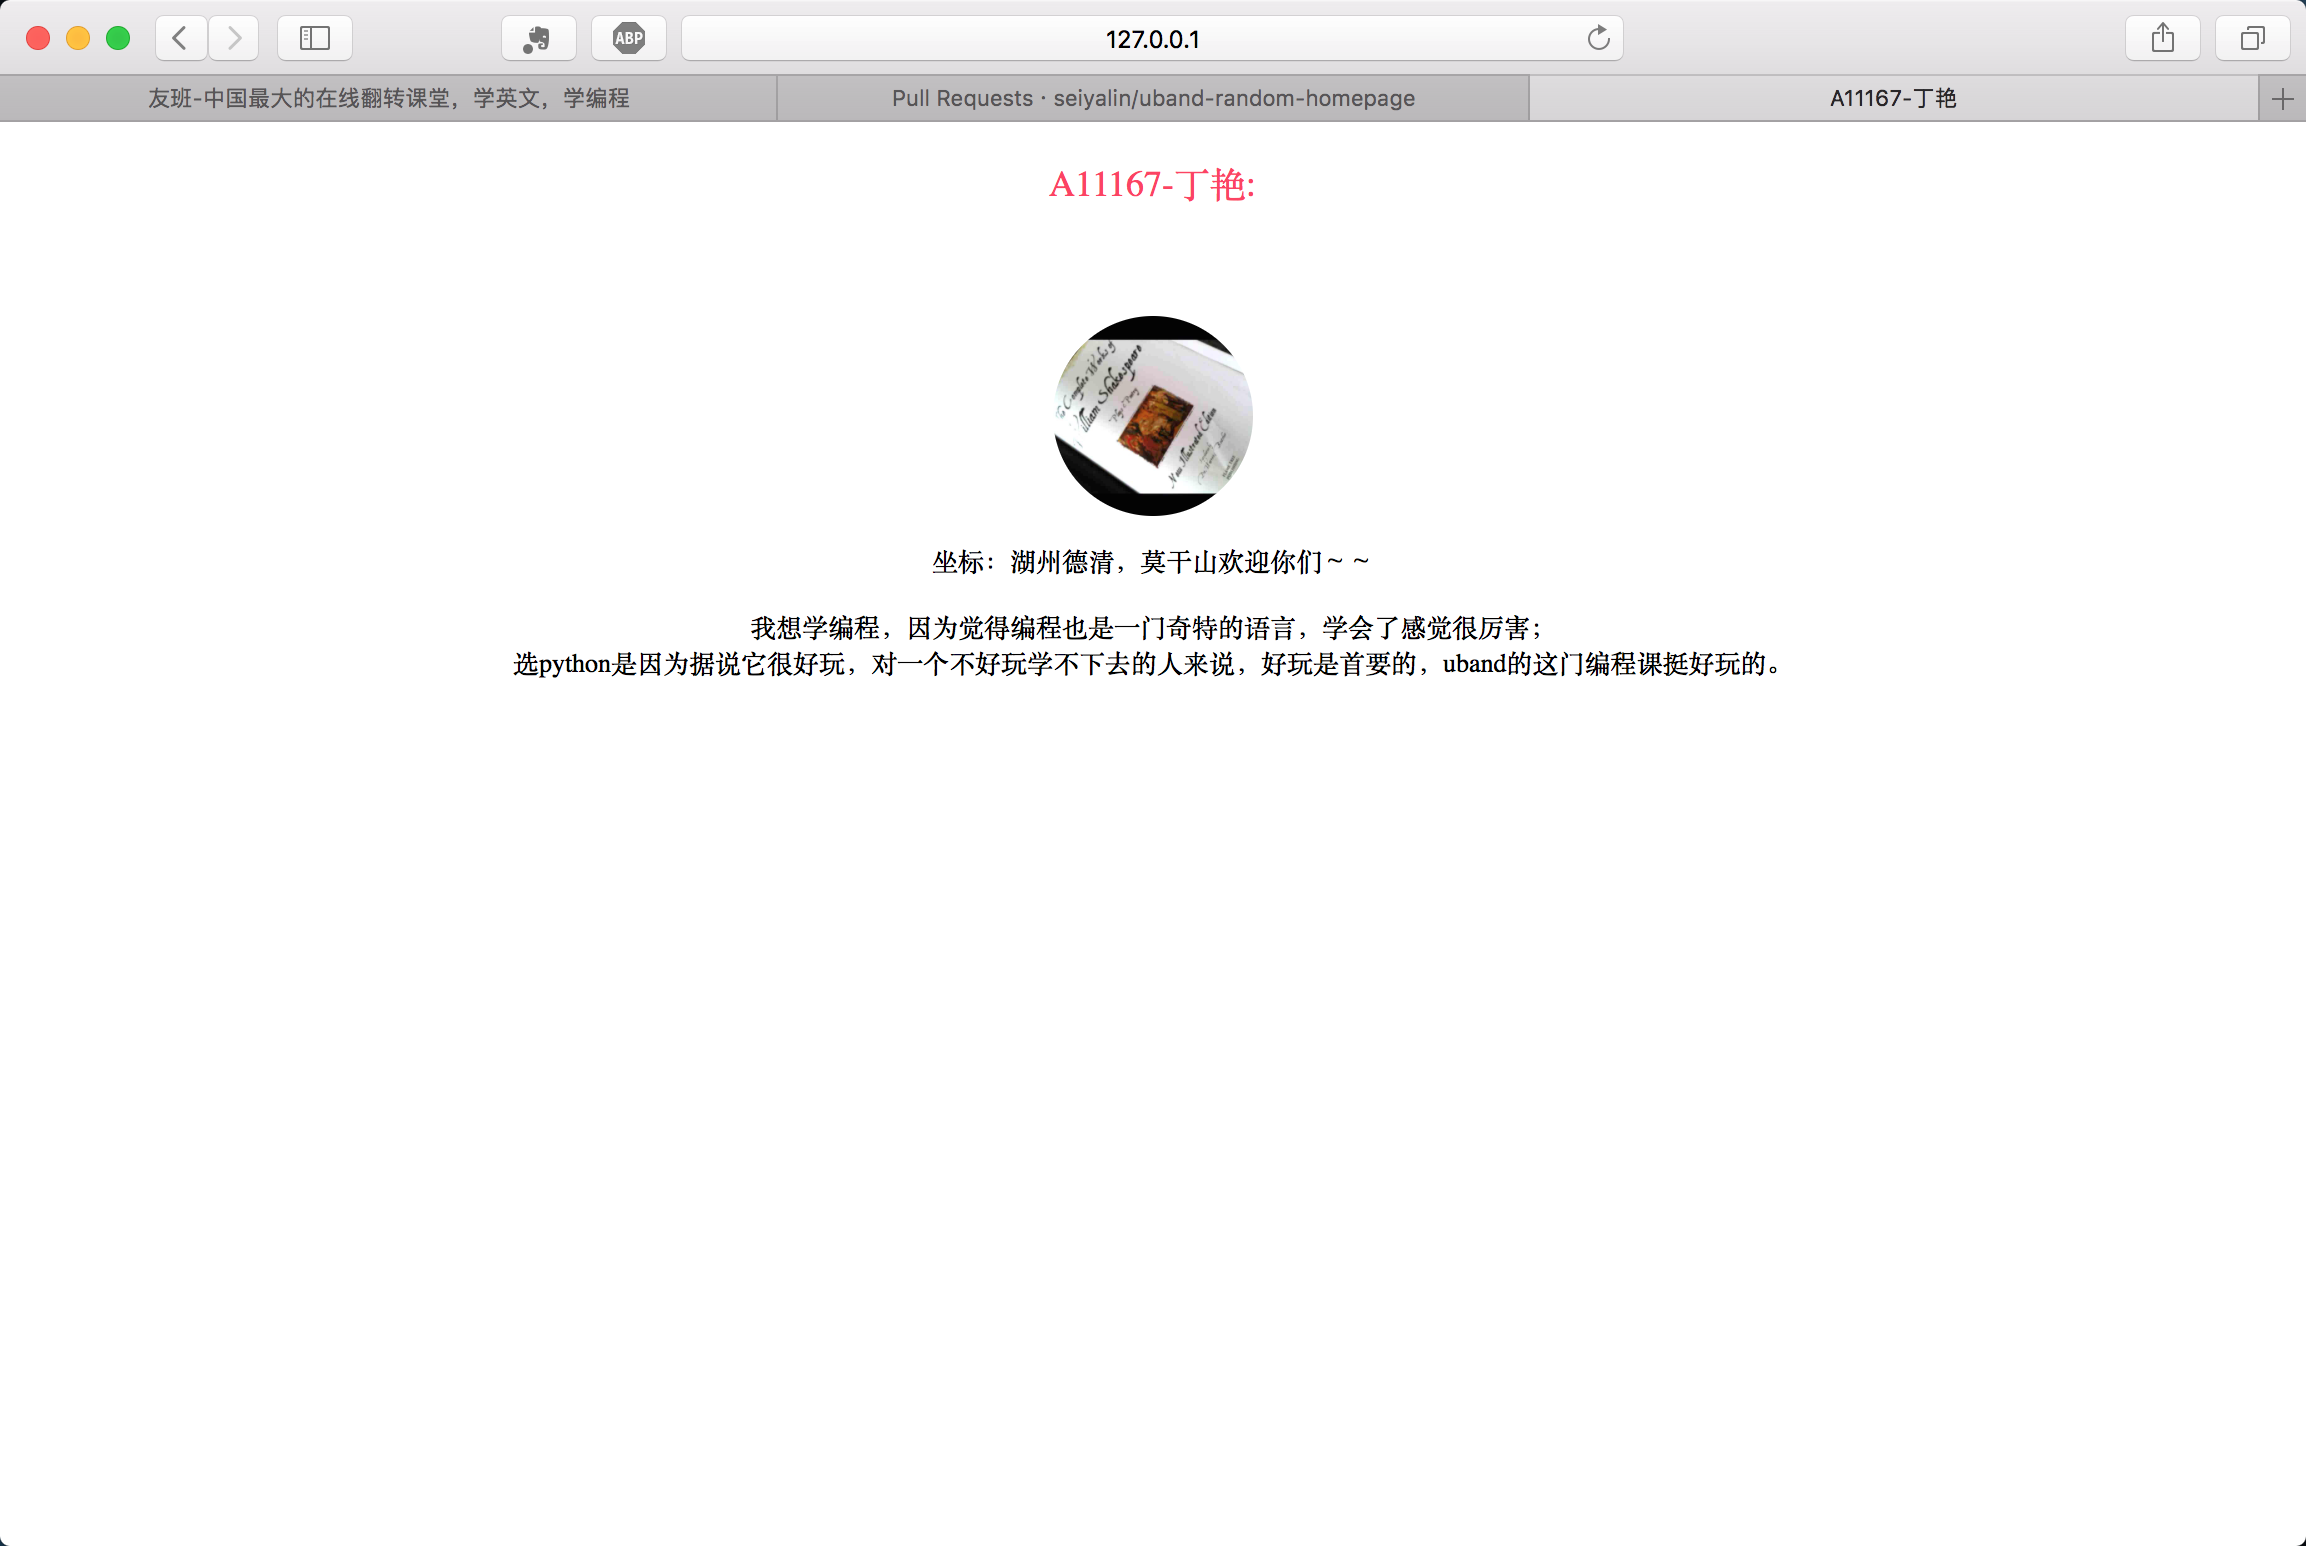 ABP
127.0.0.1
友班-中国最大的在线翻转课堂，学英文，学编程
Pull Requests · seiyalin/uband-random-homepage
A11167-丁艳
A11167-丁艳:
Complete Works of
William Shakespeare
坐标：湖州德清，莫干山欢迎你们～～
我想学编程，因为觉得编程也是一门奇特的语言，学会了感觉很厉害；
选python是因为据说它很好玩，对一个不好玩学不下去的人来说，好玩是首要的，uband的这门编程课挺好玩的。